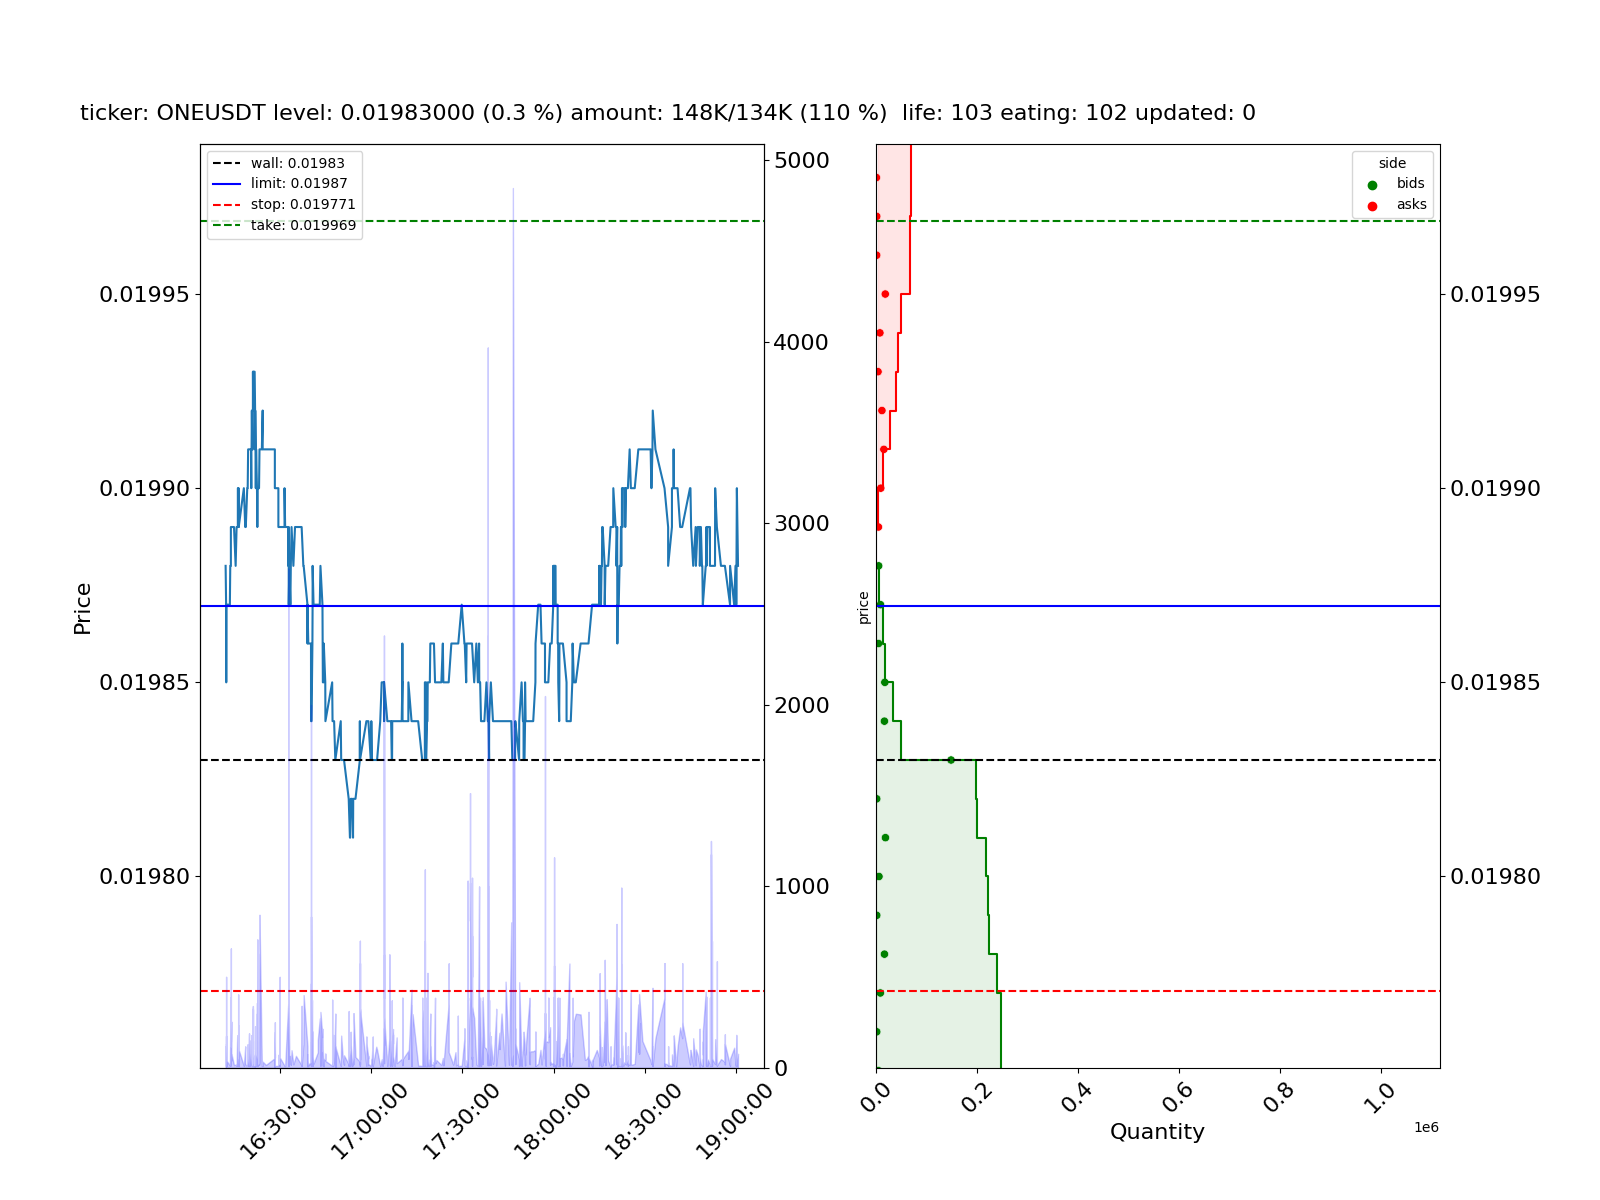 ticker: ONEUSDT level: 0.01983000 (0.3 %) amount: 148K/134K (110 %)  life: 103 eating: 102 updated: 0
wall: 0.01983
limit: 0.01987
stop: 0.019771
take: 0.019969
Price
0.01995
0.01990
0.01985
0.01980
5000
4000
3000
2000
1000
0
16:30:00
17:00:00
17:30:00
18:00:00
18:30:00
19:00:00
side
bids
asks
price
0.01995
0.01990
0.01985
0.01980
0.0
0.2
0.4
0.6
0.8
1.0
Quantity
1e6